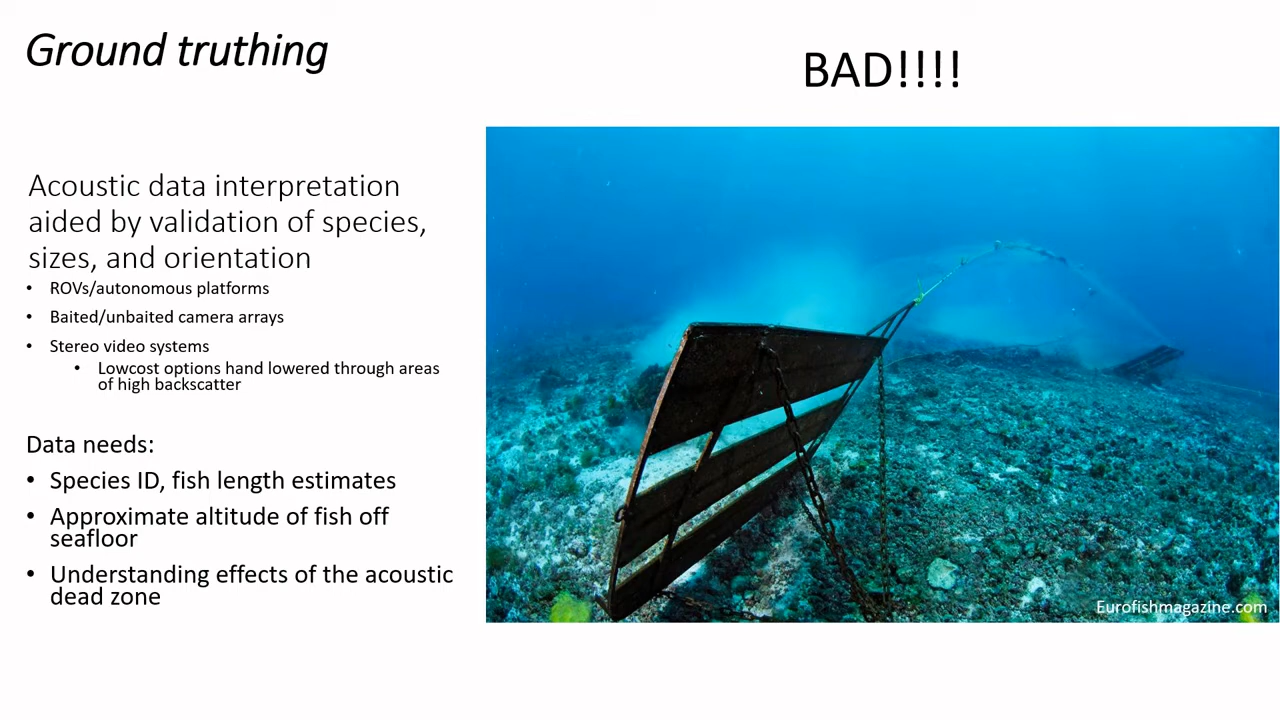 Ground truthing
BAD!!!!
Acoustic data interpretation
aided by validation of species,
sizes, and orientation
• ROVs/autonomous platforms
• Baited/unbaited camera arrays
• Stereo video systems
• Lowcost options hand lowered through areas
of high backscatter
Data needs:
• Species ID, fish length estimates
• Approximate altitude of fish off
seafloor
• Understanding effects of the acoustic
dead zone
Eurofishmagazine.com